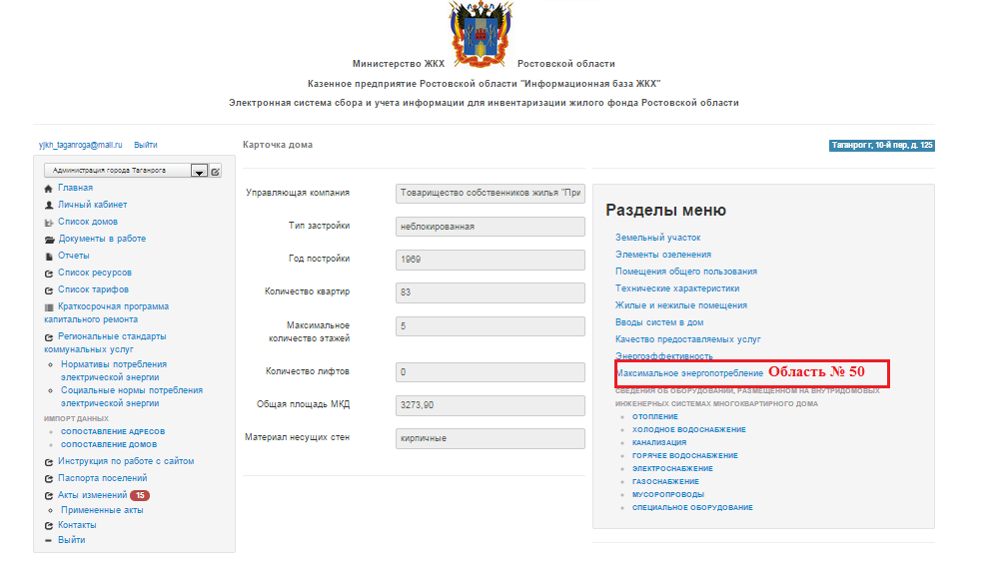 Министерство ЖКХ Ростовской области
Казенное предприятие Ростовской области "Информационная база ЖКХ"
Электронная система сбора и учета информации для инвентаризации жилого фонда Ростовской области
yjkh_taganroga@mail.ru Выйти
Администрация города Таганрога
Главная
Личный кабинет
Список домов
Документы в работе
Отчеты
Список ресурсов
Список тарифов
Краткосрочная программа
капитального ремонта
Региональные стандарты
коммунальных услуг
Нормативы потребления
электрической энергии
Социальные нормы потребления
электрической энергии
ИМПОРТ ДАННЫХ
СОПОСТАВЛЕНИЕ АДРЕСОВ
СОПОСТАВЛЕНИЕ ДОМОВ
Инструкция по работе с сайтом
Паспорта поселений
Акты изменений 15
Примененные акты
Контакты
Выйти
Карточка дома
Таганрог г, 10-й пер, д. 125
Управляющая компания Товарищество собственников жилья "При
Тип застройки неблокированная
Год постройки 1969
Количество квартир 83
Максимальное 5
количество этажей
Количество лифтов 0
Общая площадь МКД 3273,90
Материал несущих стен кирпичные
Разделы меню
Земельный участок
Элементы озеленения
Помещения общего пользования
Технические характеристики
Жилые и нежилые помещения
Вводы систем в дом
Качество предоставляемых услуг
Энергоэффективность
Максимальное энергопотребление Область № 50
СВЕДЕНИЯ ОБ ОБОРУДОВАНИИ, РАЗМЕЩЕННОМ НА ВНУТРИДОМОВЫХ
ИНЖЕНЕРНЫХ СИСТЕМАХ МНОГОКВАРТИРНОГО ДОМА
ОТОПЛЕНИЕ
ХОЛОДНОЕ ВОДОСНАБЖЕНИЕ
КАНАЛИЗАЦИЯ
ГОРЯЧЕЕ ВОДОСНАБЖЕНИЕ
ЭЛЕКТРОСНАБЖЕНИЕ
ГАЗОСНАБЖЕНИЕ
МУСОРОПРОВОДЫ
СПЕЦИАЛЬНОЕ ОБОРУДОВАНИЕ